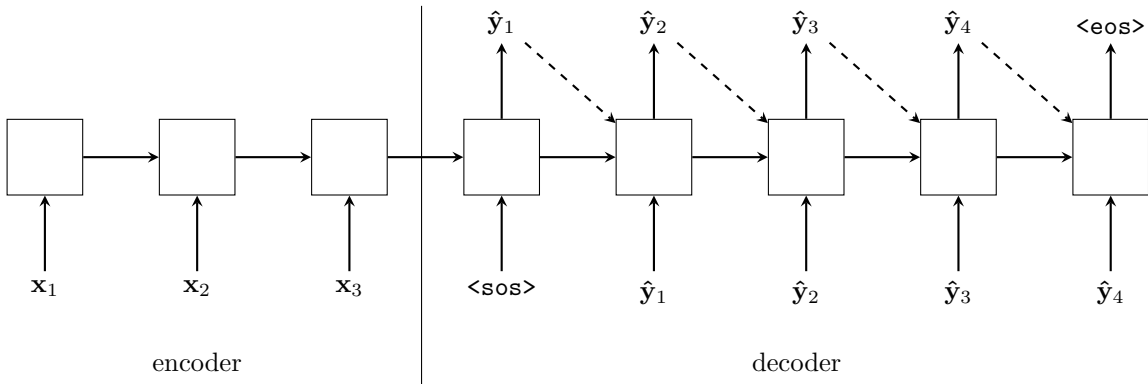 ŷ₁ ŷ₂ ŷ₃ ŷ₄ <eos>
x₁ x₂ x₃ <sos> ŷ₁ ŷ₂ ŷ₃ ŷ₄
encoder decoder